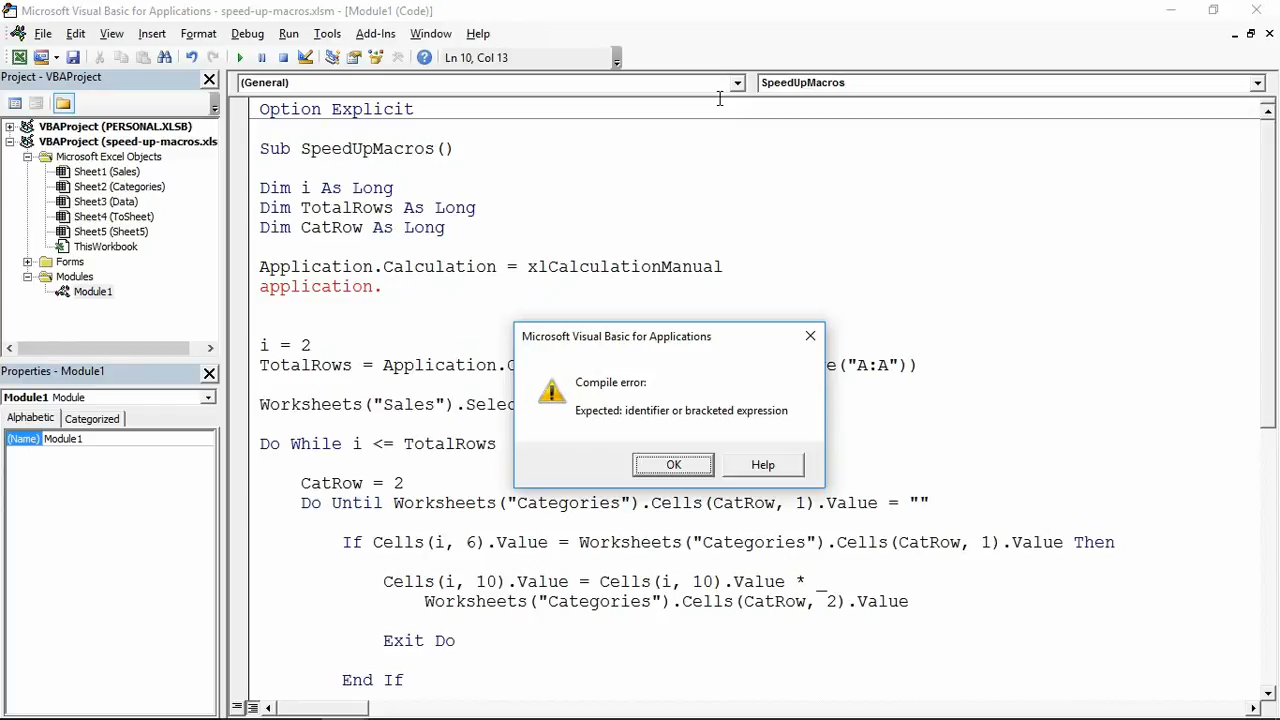 Microsoft Visual Basic for Applications - speed-up-macros.xlsm - [Module1 (Code)]
File Edit View Insert Format Debug Run Tools Add-Ins Window Help
Ln 10, Col 13
Project - VBAProject
(General)
SpeedUpMacros
VBAProject (PERSONAL.XLSB)
VBAProject (speed-up-macros.xls
Microsoft Excel Objects
Sheet1 (Sales)
Sheet2 (Categories)
Sheet3 (Data)
Sheet4 (ToSheet)
Sheet5 (Sheet5)
ThisWorkbook
Forms
Modules
Module1
Properties - Module1
Module1 Module
Alphabetic Categorized
(Name) Module1
Option Explicit
Sub SpeedUpMacros()
Dim i As Long
Dim TotalRows As Long
Dim CatRow As Long
Application.Calculation = xlCalculationManual
application.
i = 2
TotalRows = Application. e("A:A"))
Worksheets("Sales").Selec
Do While i <= TotalRows
CatRow = 2
Do Until Worksheets("Categories").Cells(CatRow, 1).Value = ""
If Cells(i, 6).Value = Worksheets("Categories").Cells(CatRow, 1).Value Then
Cells(i, 10).Value = Cells(i, 10).Value * _
Worksheets("Categories").Cells(CatRow, 2).Value
Exit Do
End If
Microsoft Visual Basic for Applications
Compile error:
Expected: identifier or bracketed expression
OK
Help